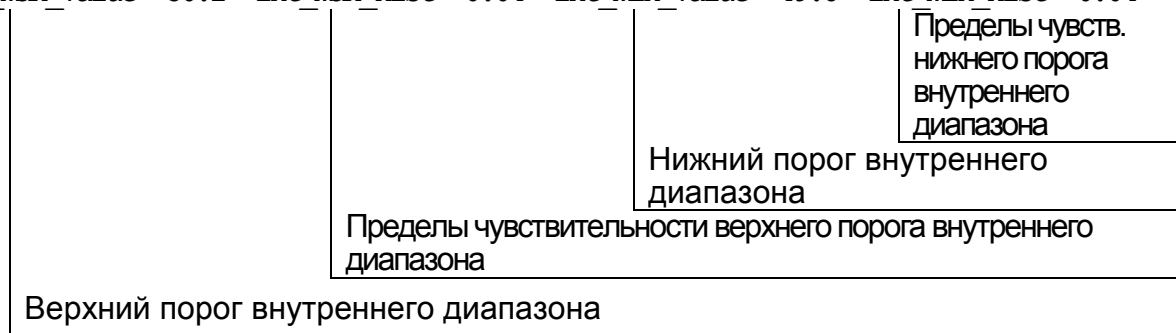 Пределы чувств.
нижнего порога
внутреннего
диапазона
Нижний порог внутреннего
диапазона
Пределы чувствительности верхнего порога внутреннего
диапазона
Верхний порог внутреннего диапазона